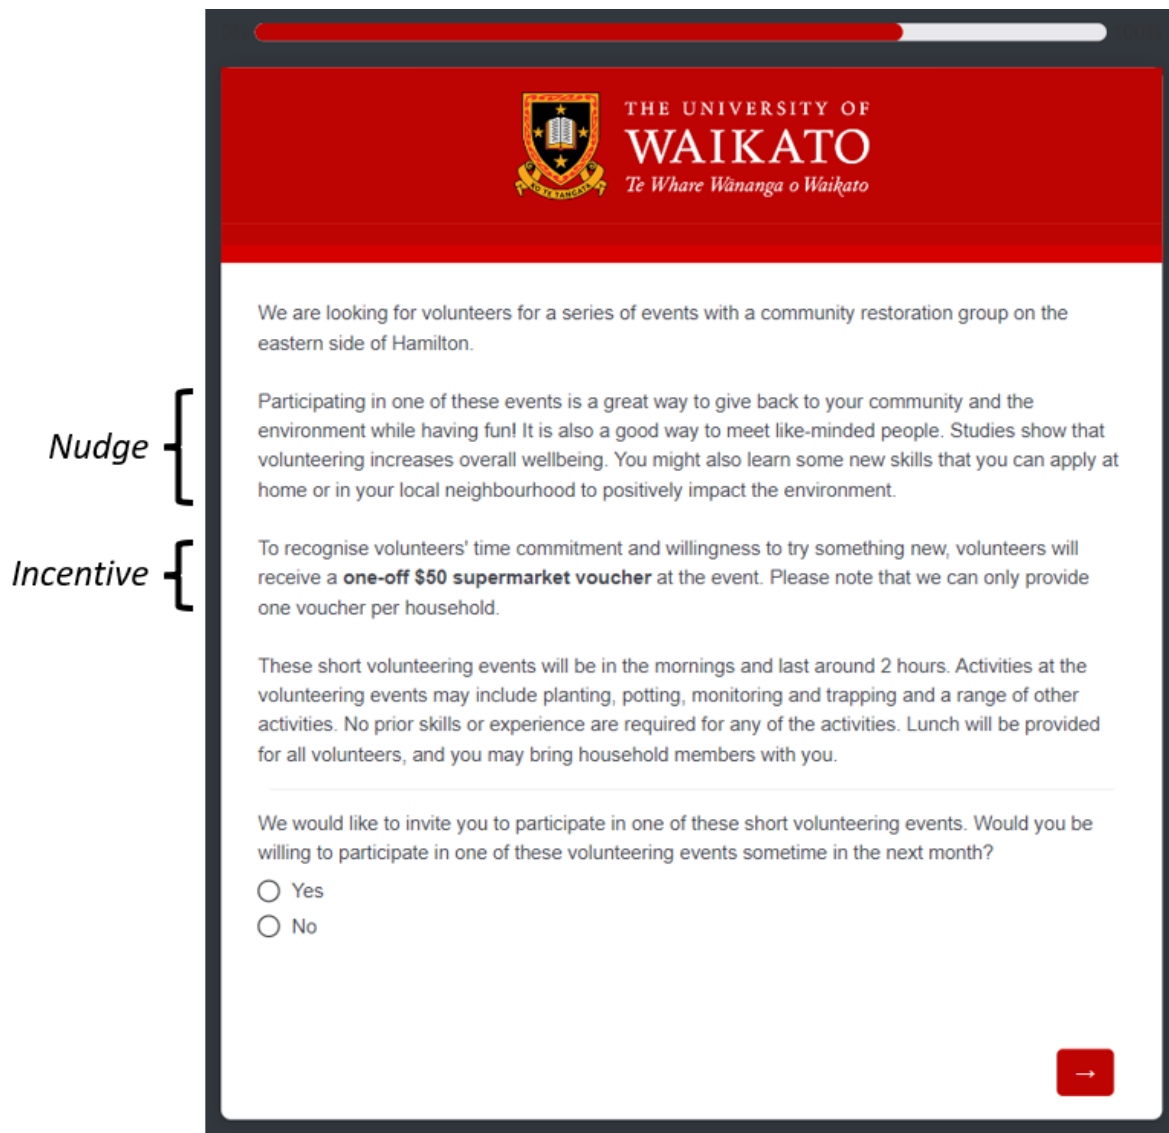 THE UNIVERSITY OF
WAIKATO
Te Whare Wānanga o Waikato
KO TE TANGATA
We are looking for volunteers for a series of events with a community restoration group on the
eastern side of Hamilton.
Nudge
Participating in one of these events is a great way to give back to your community and the
environment while having fun! It is also a good way to meet like-minded people. Studies show that
volunteering increases overall wellbeing. You might also learn some new skills that you can apply at
home or in your local neighbourhood to positively impact the environment.
Incentive
To recognise volunteers' time commitment and willingness to try something new, volunteers will
receive a one-off $50 supermarket voucher at the event. Please note that we can only provide
one voucher per household.
These short volunteering events will be in the mornings and last around 2 hours. Activities at the
volunteering events may include planting, potting, monitoring and trapping and a range of other
activities. No prior skills or experience are required for any of the activities. Lunch will be provided
for all volunteers, and you may bring household members with you.
We would like to invite you to participate in one of these short volunteering events. Would you be
willing to participate in one of these volunteering events sometime in the next month?
Yes
No
→